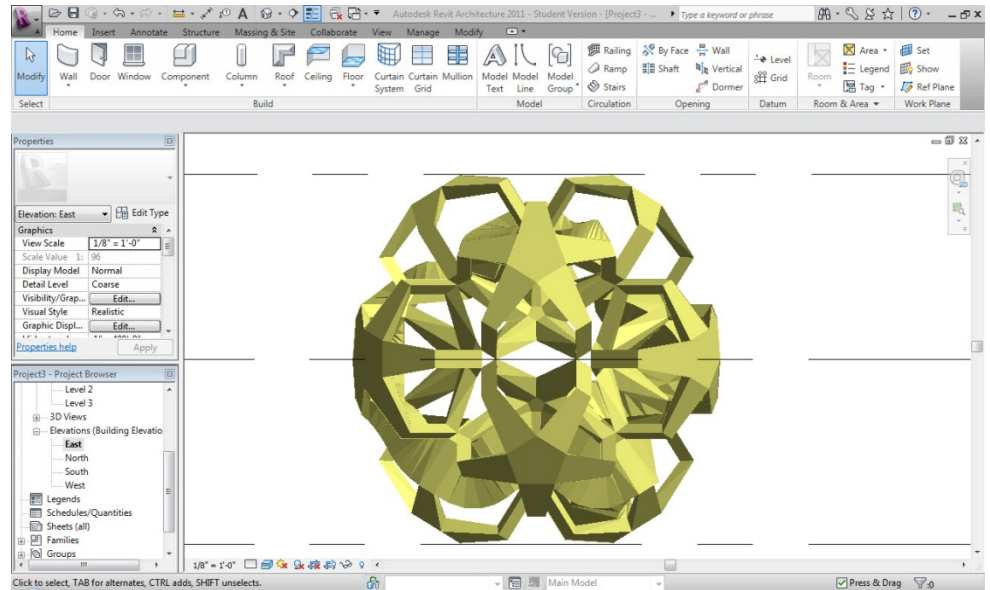 Autodesk Revit Architecture 2011 - Student Version - [Project3 - ... Type a keyword or phrase
Home Insert Annotate Structure Massing & Site Collaborate View Manage Modify
Modify Wall Door Window Component Column Roof Ceiling Floor Curtain System Curtain Grid Mullion Model Text Model Line Model Group
Railing By Face Wall Level Area Set
Ramp Shaft Vertical Grid Room Legend Show
Stairs Dormer Tag Ref Plane
Select Build Model Circulation Opening Datum Room & Area Work Plane
Properties
2D
Elevation: East Edit Type
Graphics
View Scale 1/8" = 1'-0"
Scale Value 1: 96
Display Model Normal
Detail Level Coarse
Visibility/Grap... Edit...
Visual Style Realistic
Graphic Displ... Edit...
Properties help Apply
Project3 - Project Browser
Level 2
Level 3
3D Views
Elevations (Building Elevatio
East
North
South
West
Legends
Schedules/Quantities
Sheets (all)
Families
Groups
1/8" = 1'-0"
Click to select, TAB for alternates, CTRL adds, SHIFT unselects. Main Model Press & Drag :0